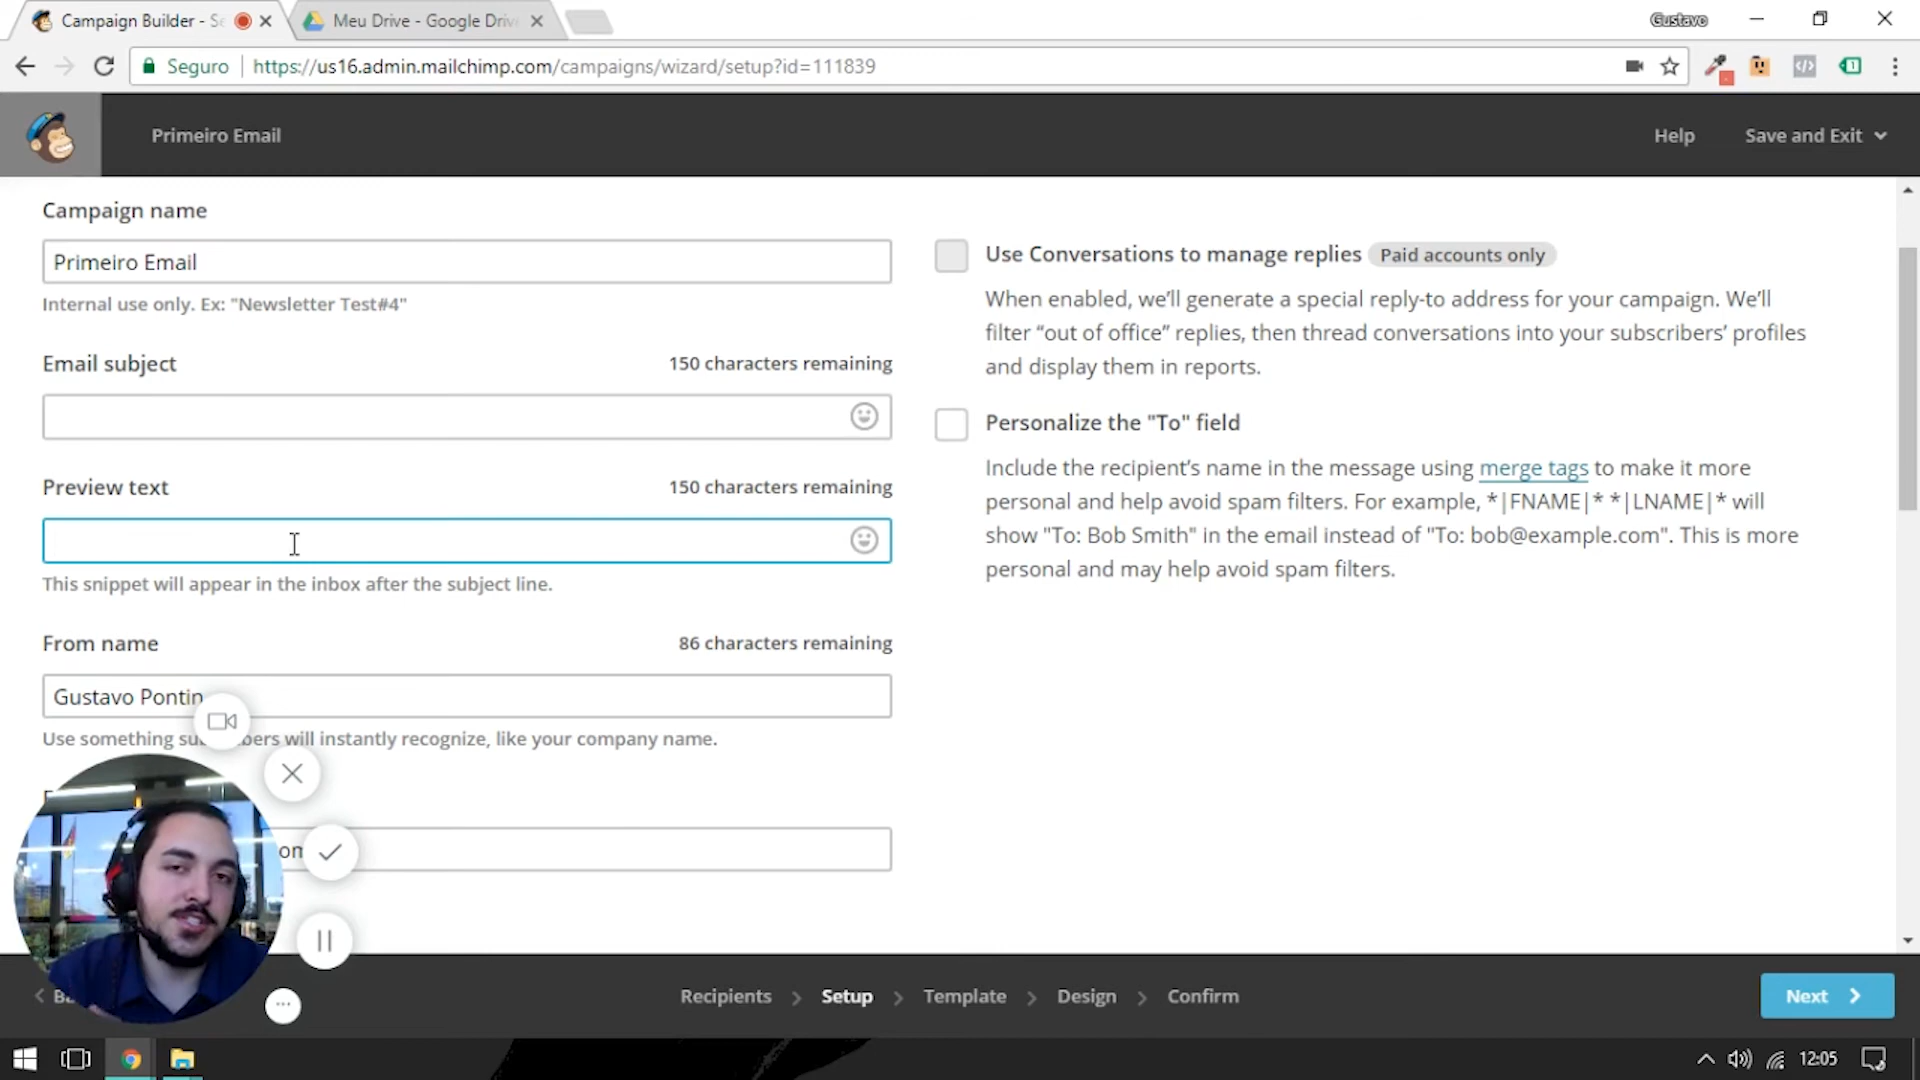 Campaign Builder - Se
Meu Drive - Google Drive
Gustavo
Seguro
https://us16.admin.mailchimp.com/campaigns/wizard/setup?id=111839
Primeiro Email
Help
Save and Exit
Campaign name
Primeiro Email
Internal use only. Ex: "Newsletter Test#4"
Email subject
150 characters remaining
Preview text
150 characters remaining
This snippet will appear in the inbox after the subject line.
From name
86 characters remaining
Gustavo Pontin
Use something su bers will instantly recognize, like your company name.
Use Conversations to manage replies Paid accounts only
When enabled, we’ll generate a special reply-to address for your campaign. We’ll
filter “out of office” replies, then thread conversations into your subscribers’ profiles
and display them in reports.
Personalize the "To" field
Include the recipient’s name in the message using merge tags to make it more
personal and help avoid spam filters. For example, *|FNAME|* *|LNAME|* will
show "To: Bob Smith" in the email instead of "To: bob@example.com". This is more
personal and may help avoid spam filters.
Recipients
Setup
Template
Design
Confirm
Next
12:05